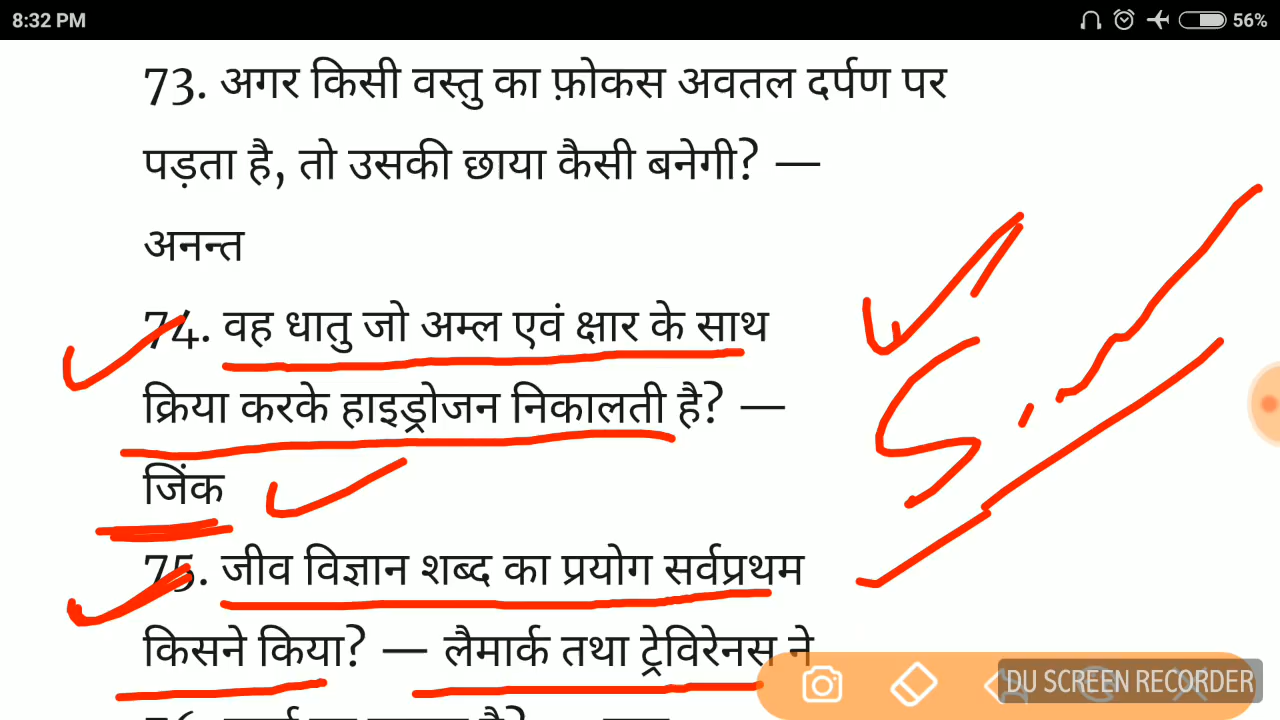 8:32 PM 56%
73. अगर किसी वस्तु का फ़ोकस अवतल दर्पण पर
पड़ता है, तो उसकी छाया कैसी बनेगी? —
अनन्त
74. वह धातु जो अम्ल एवं क्षार के साथ
क्रिया करके हाइड्रोजन निकालती है? —
जिंक
75. जीव विज्ञान शब्द का प्रयोग सर्वप्रथम
किसने किया? — लैमार्क तथा ट्रेविरेनस ने
DU SCREEN RECORDER